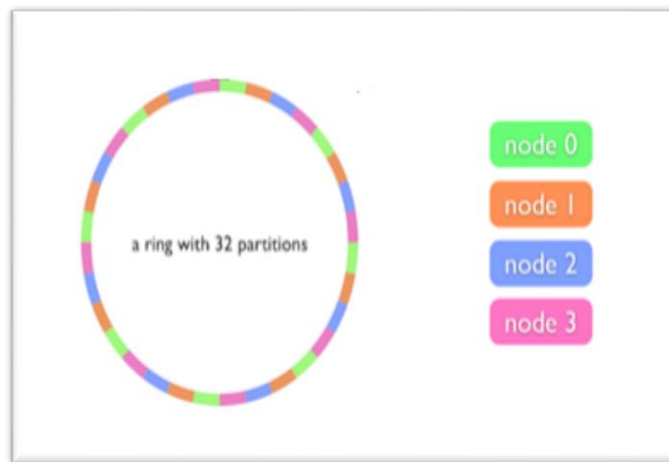 a ring with 32 partitions
node 0
node 1
node 2
node 3